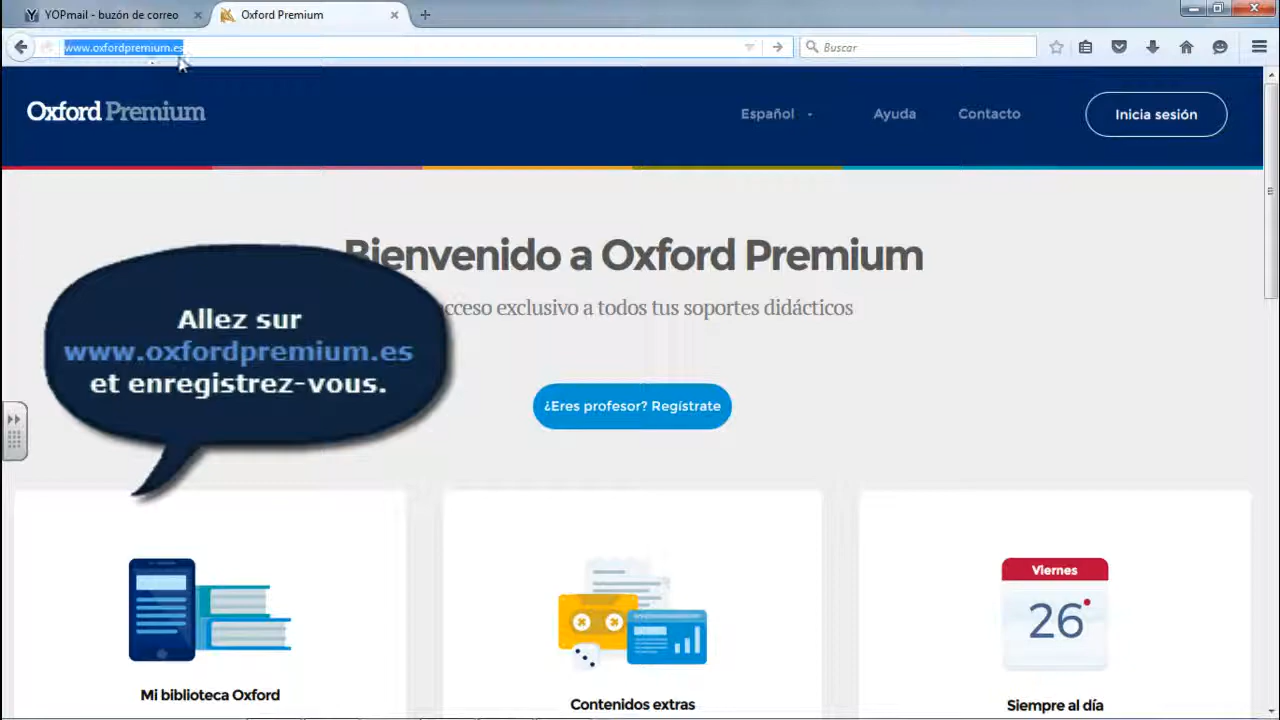 YOPmail - buzón de correo
Oxford Premium
www.oxfordpremium.es
Buscar
Oxford Premium
Español
Ayuda
Contacto
Inicia sesión
Bienvenido a Oxford Premium
cceso exclusivo a todos tus soportes didácticos
Allez sur
www.oxfordpremium.es
et enregistrez-vous.
¿Eres profesor? Regístrate
Viernes
26
Mi biblioteca Oxford
Contenidos extras
Siempre al día